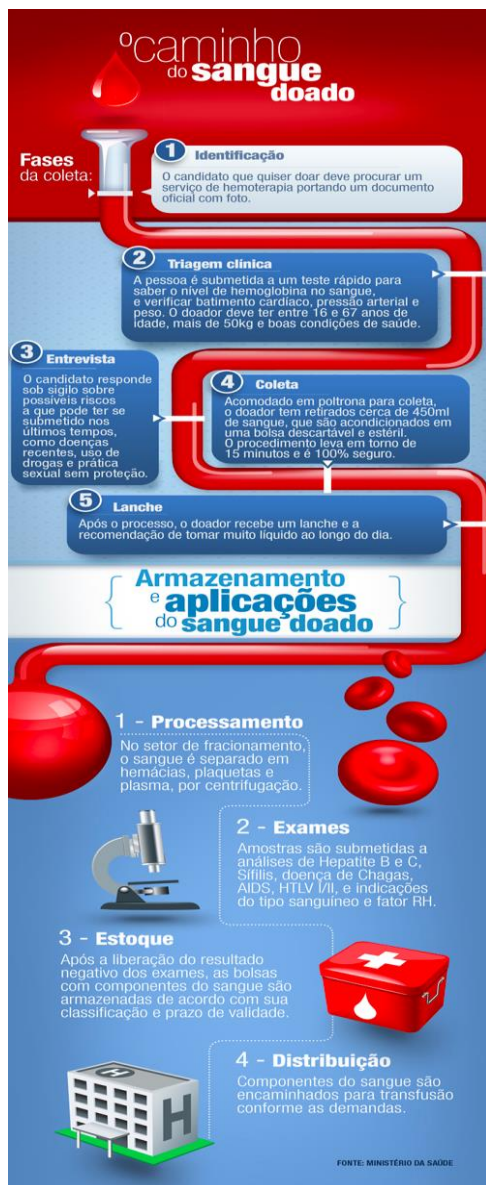 o caminho
do sangue
doado
Fases
da coleta:
1 Identificação
O candidato que quiser doar deve procurar um
serviço de hemoterapia portando um documento
oficial com foto.
2 Triagem clínica
A pessoa é submetida a um teste rápido para
saber o nível de hemoglobina no sangue,
e verificar batimento cardíaco, pressão arterial e
peso. O doador deve ter entre 16 e 67 anos de
idade, mais de 50kg e boas condições de saúde.
3 Entrevista
O candidato responde
sob sigilo sobre
possíveis riscos
a que pode ter se
submetido nos
últimos tempos,
como doenças
recentes, uso de
drogas e prática
sexual sem proteção.
4 Coleta
Acomodado em poltrona para coleta,
o doador tem retirados cerca de 450ml
de sangue, que são acondicionados em
uma bolsa descartável e estéril.
O procedimento leva em torno de
15 minutos e é 100% seguro.
5 Lanche
Após o processo, o doador recebe um lanche e a
recomendação de tomar muito líquido ao longo do dia.
Armazenamento
e aplicações
do sangue doado
1 - Processamento
No setor de fracionamento,
o sangue é separado em
hemácias, plaquetas e
plasma, por centrifugação.
2 - Exames
Amostras são submetidas a
análises de Hepatite B e C,
Sífilis, doença de Chagas,
AIDS, HTLV I/II, e indicações
do tipo sanguíneo e fator RH.
3 - Estoque
Após a liberação do resultado
negativo dos exames, as bolsas
com componentes do sangue são
armazenadas de acordo com sua
classificação e prazo de validade.
4 - Distribuição
Componentes do sangue são
encaminhados para transfusão
conforme as demandas.
H
H
FONTE: MINISTÉRIO DA SAÚDE